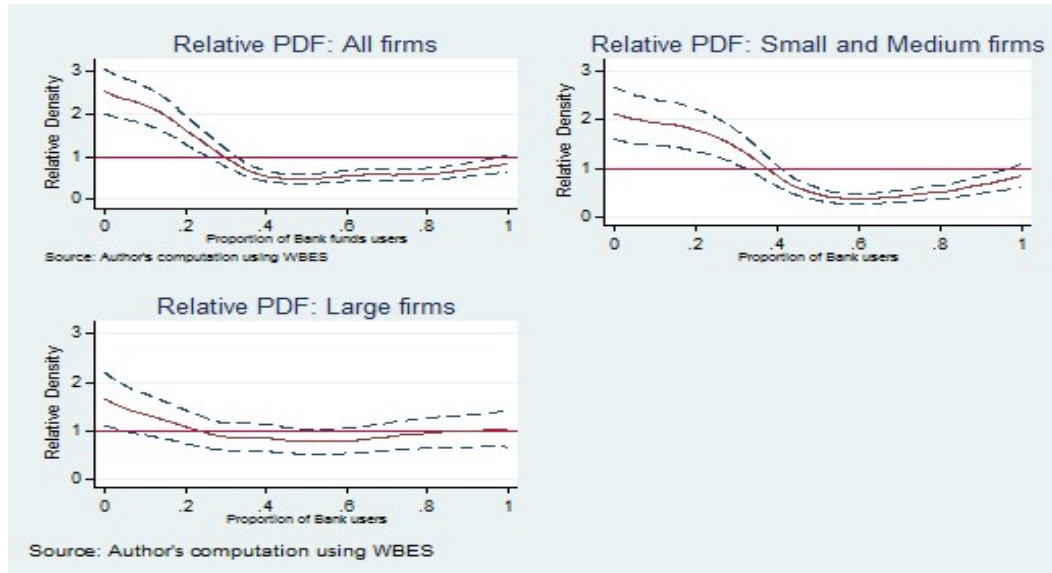 Relative PDF: All firms
3
2
1
0
Relative Density
0 .2 .4 .6 .8 1
Proportion of Bank funds users
Source: Author's computation using WBES
Relative PDF: Small and Medium firms
3
2
1
0
Relative Density
0 .2 .4 .6 .8 1
Proportion of Bank users
Relative PDF: Large firms
3
2
1
0
Relative Density
0 .2 .4 .6 .8 1
Proportion of Bank users
Source: Author's computation using WBES